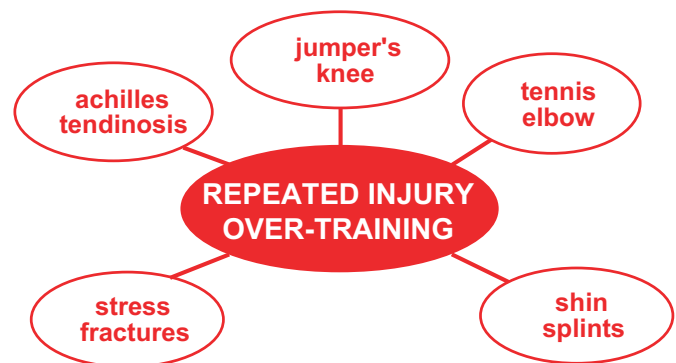 jumper's
knee
achilles
tendinosis
tennis
elbow
REPEATED INJURY
OVER-TRAINING
stress
fractures
shin
splints